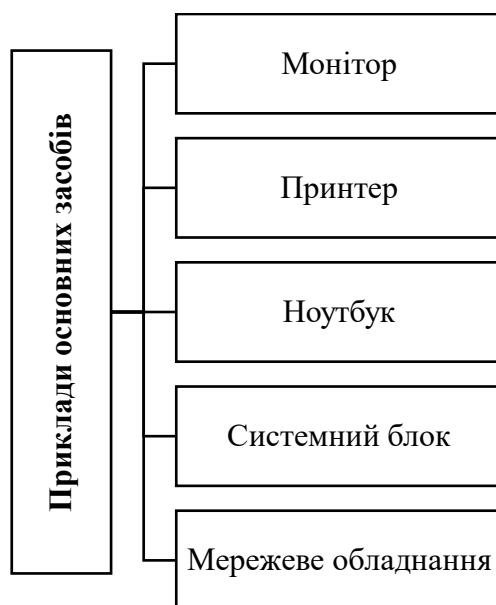 Приклади основних засобів
Монітор
Принтер
Ноутбук
Системний блок
Мережеве обладнання